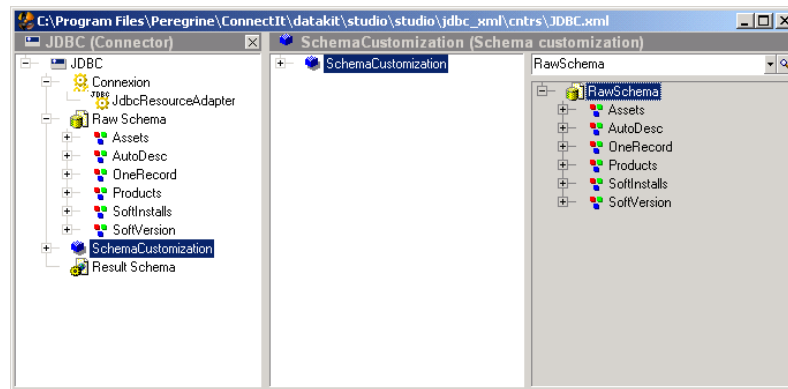 C:\Program Files\Peregrine\ConnectIt\datakit\studio\studio\jdbc_xml\cntrs\JDBC.xml
JDBC (Connector)
JDBC
Connexion
JDBC
JdbcResourceAdapter
Raw Schema
Assets
AutoDesc
OneRecord
Products
SoftInstalls
SoftVersion
SchemaCustomization
Result Schema
SchemaCustomization (Schema customization)
SchemaCustomization
RawSchema
RawSchema
Assets
AutoDesc
OneRecord
Products
SoftInstalls
SoftVersion